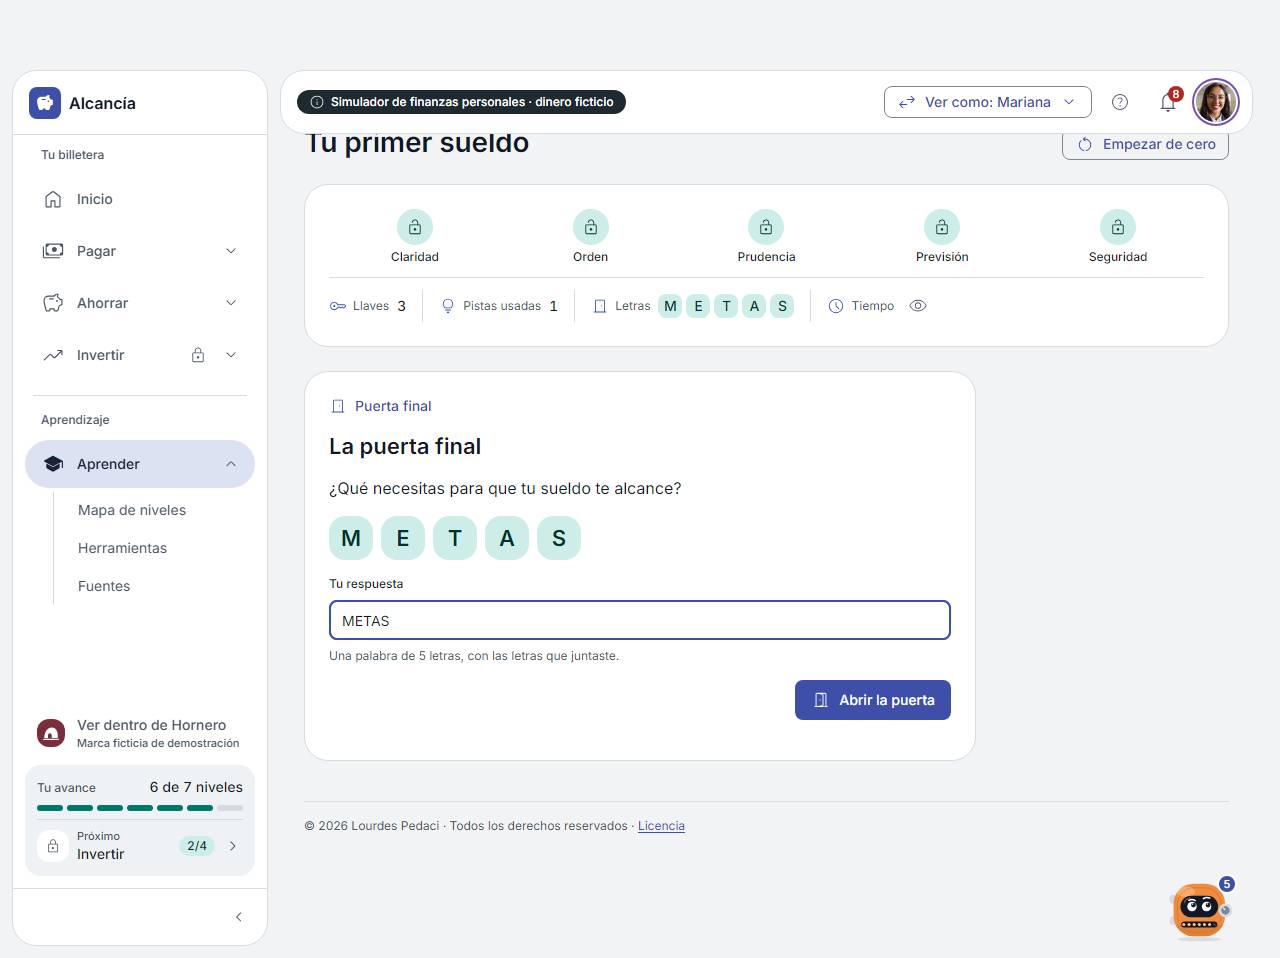 Alcancía
Simulador de finanzas personales · dinero ficticio
Ver como: Mariana
8
Tu billetera
Inicio
Pagar
Ahorrar
Invertir
Aprendizaje
Aprender
Mapa de niveles
Herramientas
Fuentes
Ver dentro de Hornero
Marca ficticia de demostración
Tu avance
6 de 7 niveles
Próximo
Invertir
2/4
Tu primer sueldo
Empezar de cero
Claridad
Orden
Prudencia
Previsión
Seguridad
Llaves 3
Pistas usadas 1
Letras M E T A S
Tiempo
Puerta final
La puerta final
¿Qué necesitas para que tu sueldo te alcance?
M E T A S
Tu respuesta
METAS
Una palabra de 5 letras, con las letras que juntaste.
Abrir la puerta
© 2026 Lourdes Pedaci · Todos los derechos reservados · Licencia
5